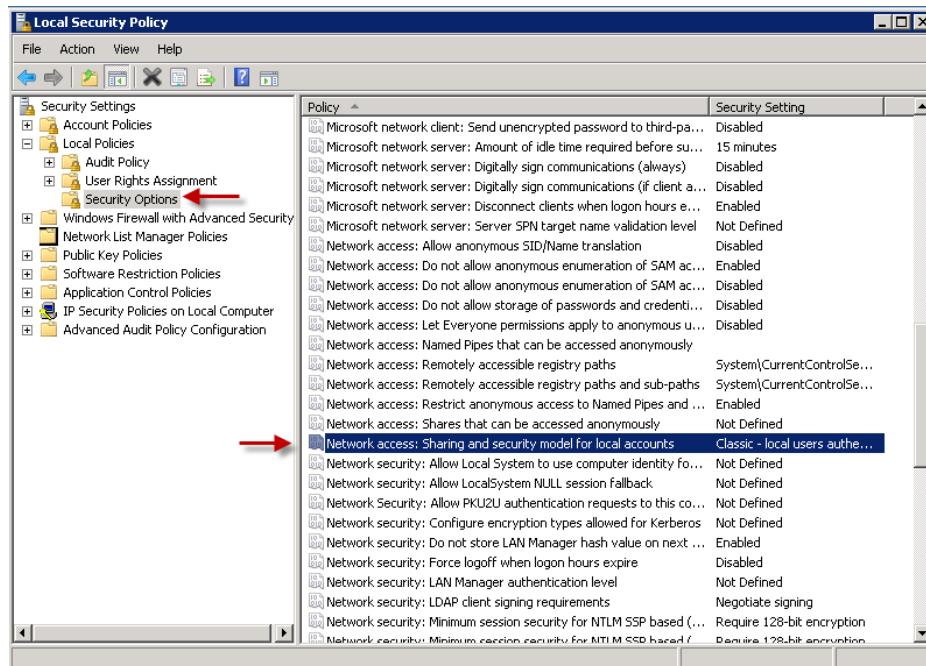 Local Security Policy
File Action View Help
Security Settings
Account Policies
Local Policies
Audit Policy
User Rights Assignment
Security Options
Windows Firewall with Advanced Security
Network List Manager Policies
Public Key Policies
Software Restriction Policies
Application Control Policies
IP Security Policies on Local Computer
Advanced Audit Policy Configuration
Policy Security Setting
Microsoft network client: Send unencrypted password to third-pa... Disabled
Microsoft network server: Amount of idle time required before su... 15 minutes
Microsoft network server: Digitally sign communications (always) Disabled
Microsoft network server: Digitally sign communications (if client a... Disabled
Microsoft network server: Disconnect clients when logon hours e... Enabled
Microsoft network server: Server SPN target name validation level Not Defined
Network access: Allow anonymous SID/Name translation Disabled
Network access: Do not allow anonymous enumeration of SAM ac... Enabled
Network access: Do not allow anonymous enumeration of SAM ac... Disabled
Network access: Do not allow storage of passwords and credenti... Disabled
Network access: Let Everyone permissions apply to anonymous u... Disabled
Network access: Named Pipes that can be accessed anonymously
Network access: Remotely accessible registry paths System\CurrentControlSe...
Network access: Remotely accessible registry paths and sub-paths System\CurrentControlSe...
Network access: Restrict anonymous access to Named Pipes and ... Enabled
Network access: Shares that can be accessed anonymously Not Defined
Network access: Sharing and security model for local accounts Classic - local users authe...
Network security: Allow Local System to use computer identity fo... Not Defined
Network security: Allow LocalSystem NULL session fallback Not Defined
Network Security: Allow PKU2U authentication requests to this co... Not Defined
Network security: Configure encryption types allowed for Kerberos Not Defined
Network security: Do not store LAN Manager hash value on next ... Enabled
Network security: Force logoff when logon hours expire Disabled
Network security: LAN Manager authentication level Not Defined
Network security: LDAP client signing requirements Negotiate signing
Network security: Minimum session security for NTLM SSP based (... Require 128-bit encryption
Network security: Minimum session security for NTLM SSP based (... Require 128-bit encryption